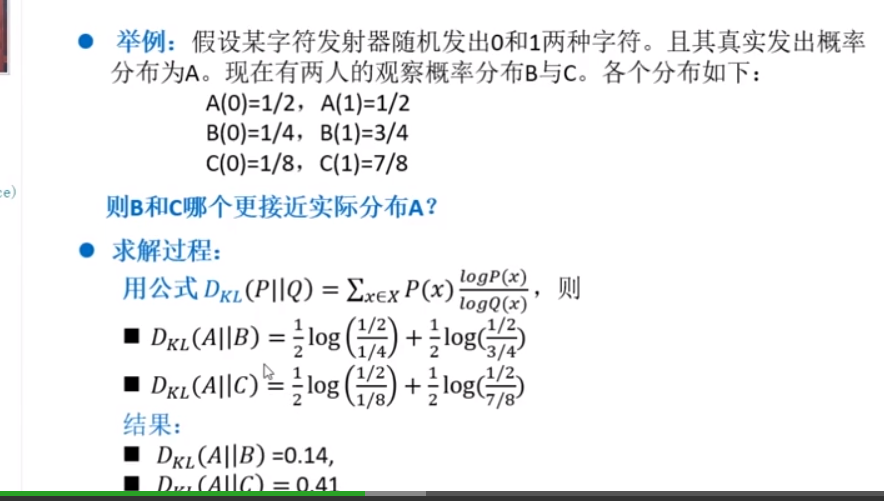 ● 举例：假设某字符发射器随机发出0和1两种字符。且其真实发出概率
分布为A。现在有两人的观察概率分布B与C。各个分布如下：
A(0)=1/2，A(1)=1/2
B(0)=1/4，B(1)=3/4
C(0)=1/8，C(1)=7/8
ce)
则B和C哪个更接近实际分布A？
● 求解过程：
用公式 D_{KL}(P||Q) = ∑_{x∈X} P(x) \frac{logP(x)}{logQ(x)}，则
■ D_{KL}(A||B) = \frac{1}{2}log(\frac{1/2}{1/4}) + \frac{1}{2}log(\frac{1/2}{3/4})
■ D_{KL}(A||C) = \frac{1}{2}log(\frac{1/2}{1/8}) + \frac{1}{2}log(\frac{1/2}{7/8})
结果：
■ D_{KL}(A||B) =0.14,
■ D_{KL}(A||C) = 0.41